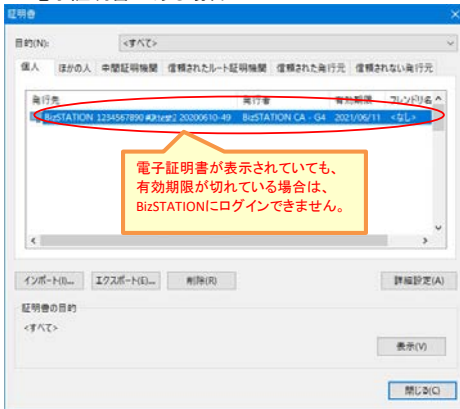 証明書
目的(N):
<すべて>
個人 ほかの人 中間証明機関 信頼されたルート証明機関 信頼された発行元 信頼されない発行元
発行先 発行者 有効期限 フレンドリ名
BizSTATION 1234567890 test2 20200610-49 BizSTATION CA - G4 2021/06/11 <なし>
電子証明書が表示されていても、
有効期限が切れている場合は、
BizSTATIONにログインできません。
インポート(I)... エクスポート(E)... 削除(R) 詳細設定(A)
証明書の目的
<すべて>
表示(V)
閉じる(C)